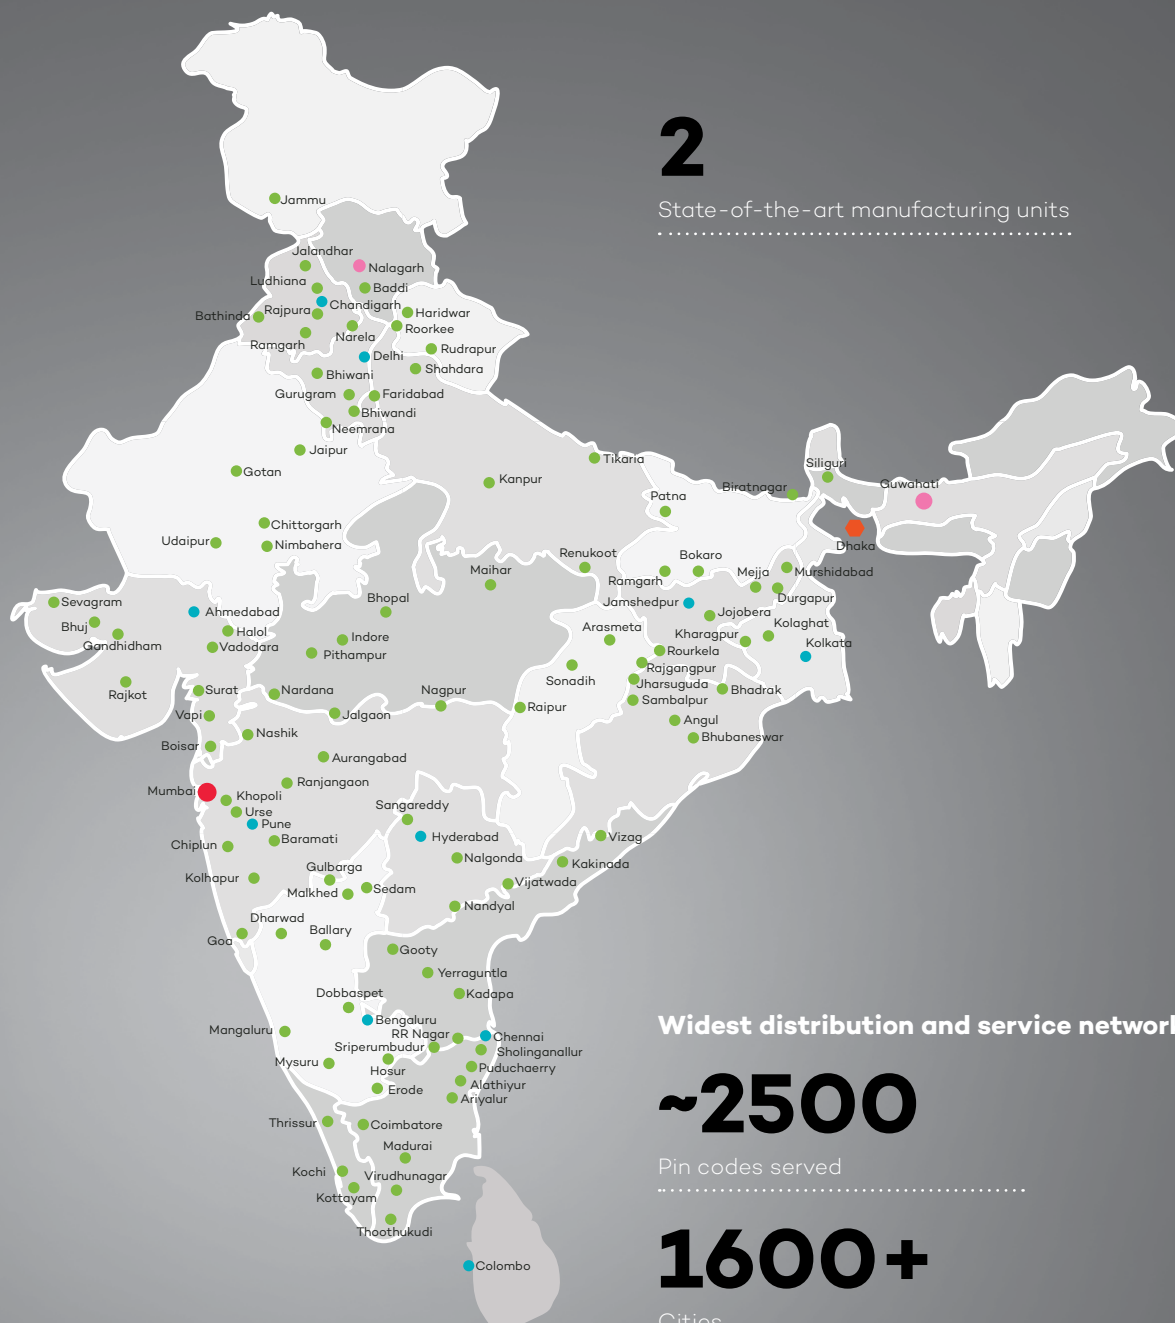 2
State-of-the-art manufacturing units
Jammu
Jalandhar
Nalagarh
Ludhiana
Baddi
Chandigarh
Rajpura
Bathinda
Haridwar
Roorkee
Narela
Ramgarh
Rudrapur
Delhi
Shahdara
Bhiwani
Gurugram
Faridabad
Bhiwandi
Neemrana
Jaipur
Tikaria
Siliguri
Gotan
Kanpur
Guwahati
Biratnagar
Patna
Chittorgarh
Udaipur
Nimbahera
Dhaka
Renukoot
Bokaro
Maihar
Mejja
Murshidabad
Ramgarh
Durgapur
Sevagram
Bhopal
Jamshedpur
Ahmedabad
Jojobera
Bhuj
Halol
Arasmeta
Kolaghat
Gandhidham
Vadodara
Indore
Kharagpur
Kolkata
Pithampur
Rourkela
Rajgangpur
Sonadih
Jharsuguda
Rajkot
Surat
Nardana
Nagpur
Bhadrak
Sambalpur
Raipur
Vapi
Jalgaon
Angul
Nashik
Bhubaneswar
Boisar
Aurangabad
Ranjangaon
Mumbai
Khopoli
Sangareddy
Urse
Pune
Hyderabad
Vizag
Baramati
Chiplun
Nalgonda
Kakinada
Gulbarga
Kolhapur
Malkhed
Sedam
Vijatwada
Nandyal
Dharwad
Ballary
Goa
Gooty
Yerraguntla
Dobbaspet
Kadapa
Bengaluru
Mangaluru
RR Nagar
Chennai
Sriperumbudur
Sholinganallur
Mysuru
Hosur
Puduchaerry
Alathiyur
Erode
Ariyalur
Thrissur
Coimbatore
Madurai
Kochi
Virudhunagar
Kottayam
Thoothukudi
Colombo
Widest distribution and service network
~2500
Pin codes served
1600+
Cities